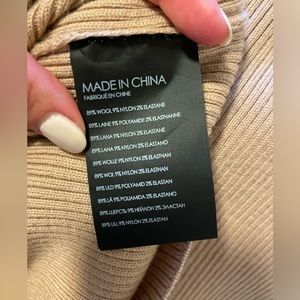 MADE IN CHINA
FABRIQUÉ EN CHINE
89% WOOL 9% NYLON 2% ELASTANE
89% LAINE 9% POLYAMIDE 2% ELASTHANNE
89% LANA 9% NYLON 2% ELASTANE
89% LANA 9% NYLON 2% ELASTANO
89% WOLLE 9% NYLON 2% ELASTHAN
89% WOL 9% NYLON 2% ELASTHAN
89% ULD 9% POLYAMID 2% ELASTAN
89% LÃ 9% POLIAMIDA 2% ELASTANO
89% ШЕРСТЬ 9% НЕЙЛОН 2% ЭЛАСТАН
89% ULL 9% NYLON 2% ELASTAN